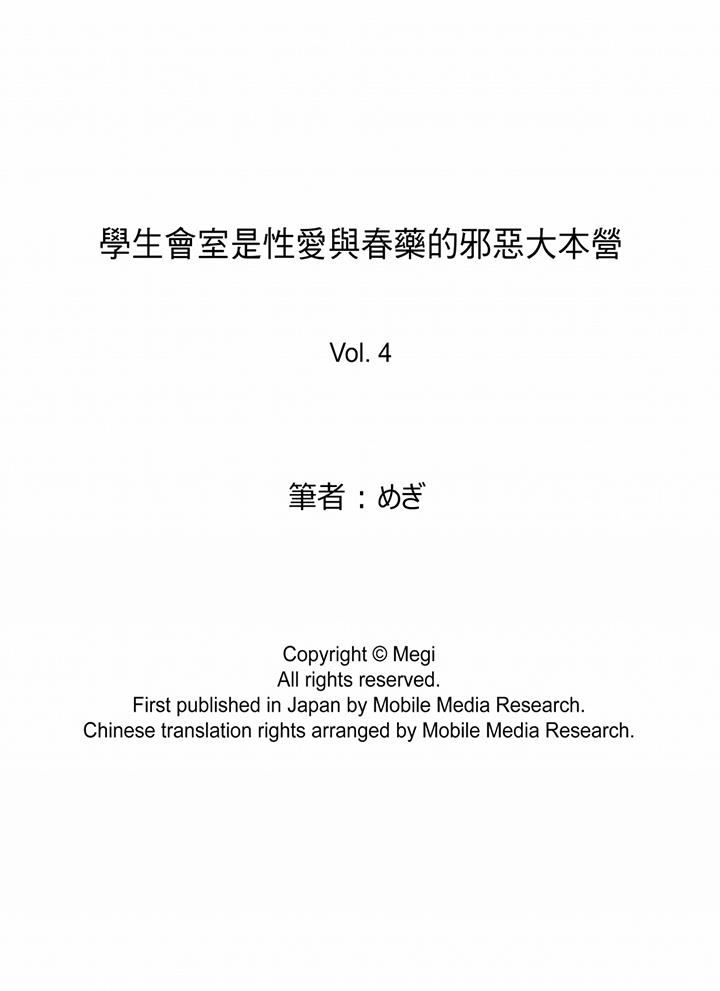 學生會室是性愛與春藥的邪惡大本營
Vol. 4
筆者：めぎ
Copyright © Megi
All rights reserved.
First published in Japan by Mobile Media Research.
Chinese translation rights arranged by Mobile Media Research.